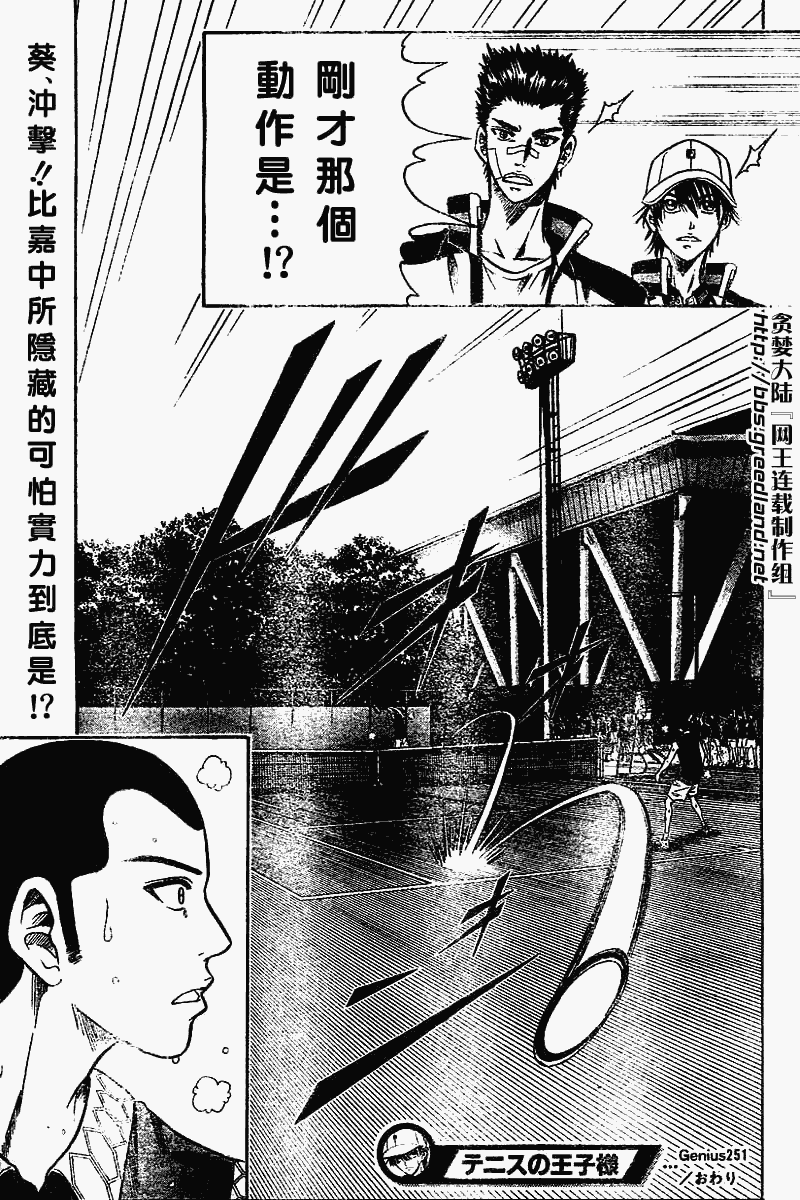 剛才那個
動作是…!?
葵、沖擊!!比嘉中所隱藏的可怕實力到底是!?
贪婪大陆『网王连载制作组』
http://bbs.greedland.net
テニスの王子様
…Genius251
／おわり